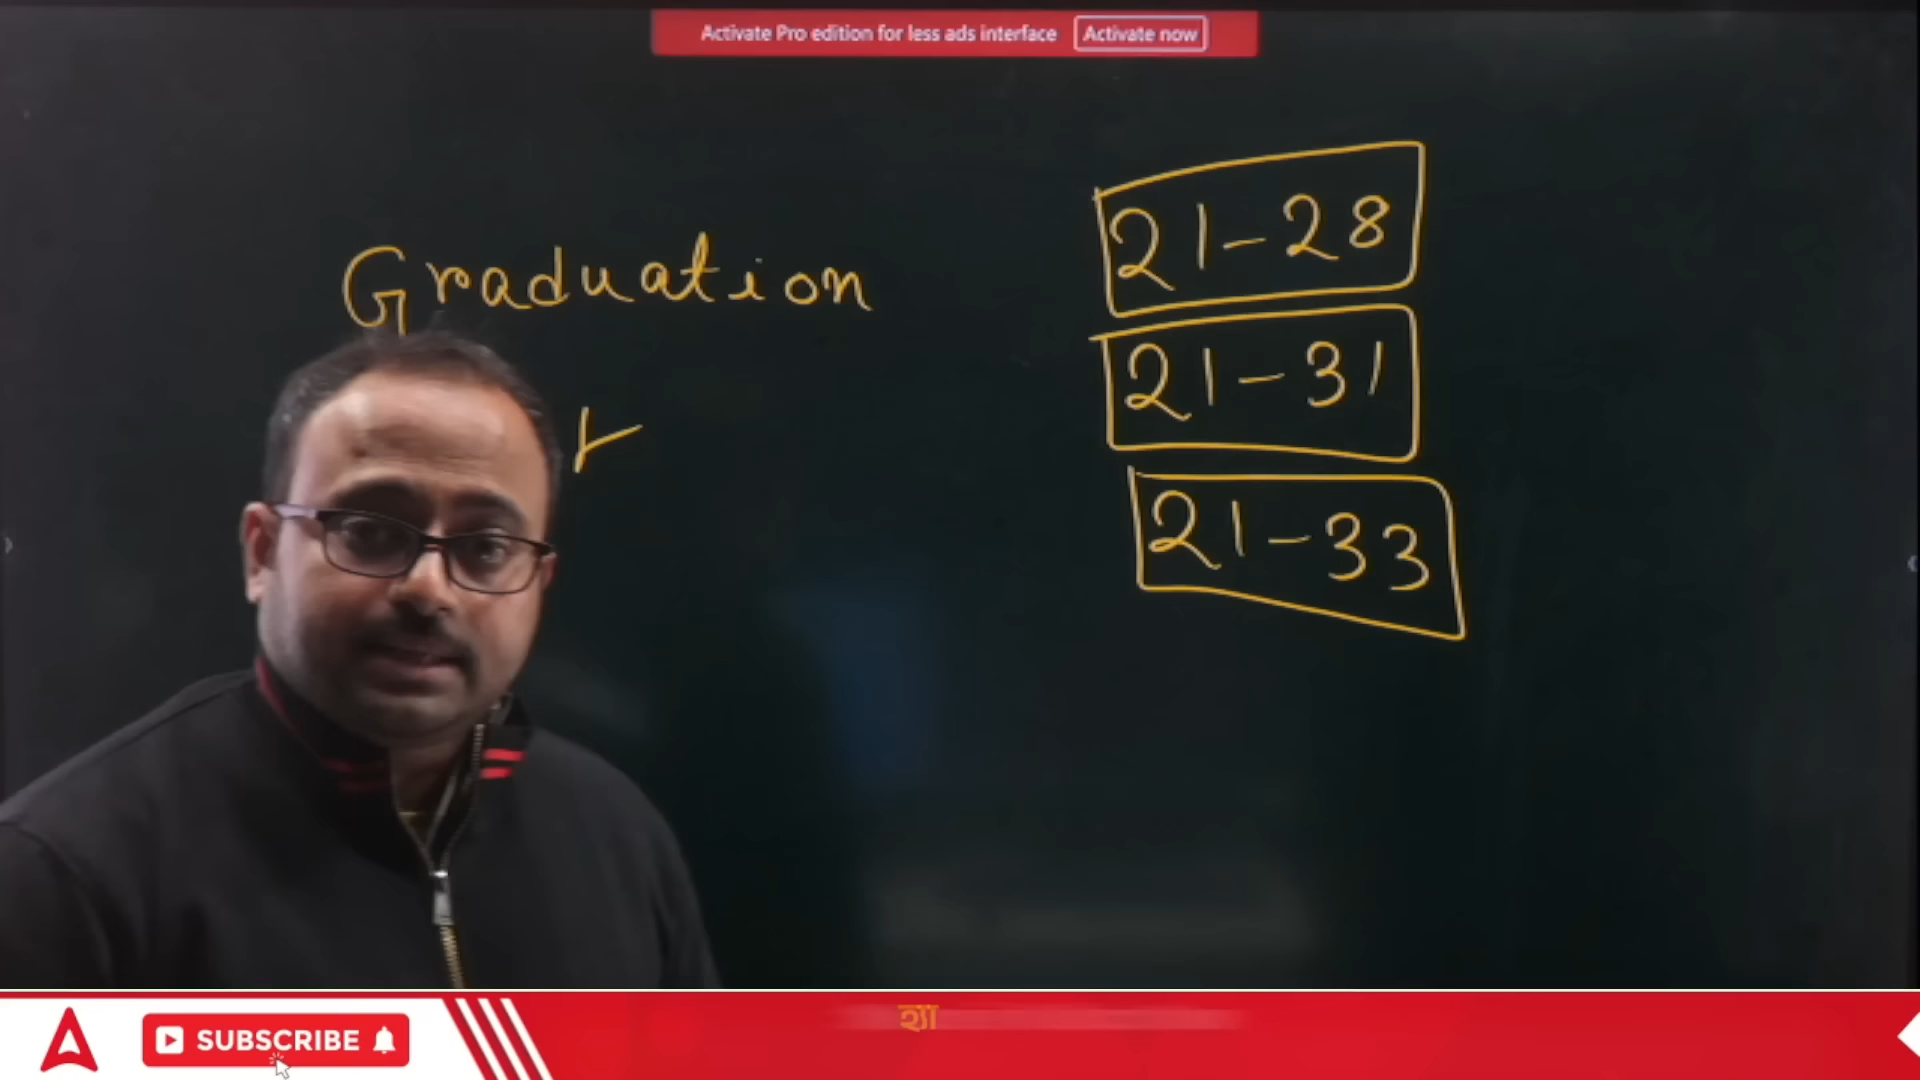 Activate Pro edition for less ads interface Activate now
Graduation
21-28
21-31
21-33
SUBSCRIBE
হ্যা